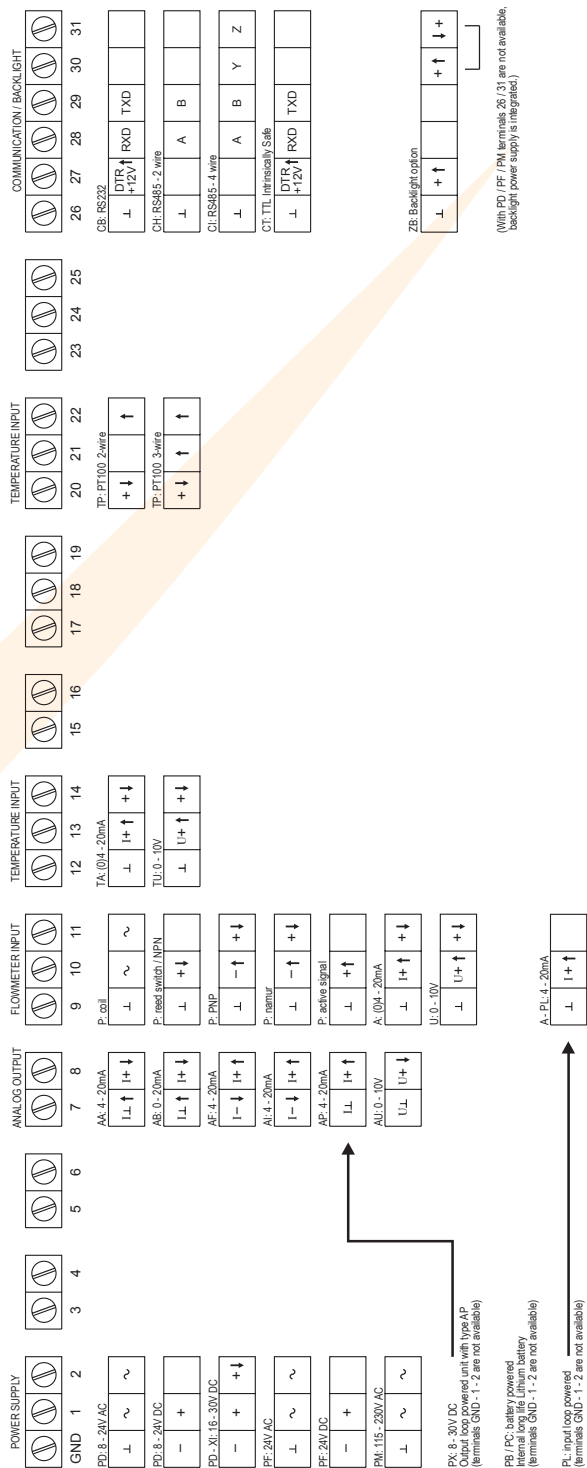 POWER SUPPLY
GND 1 2
PD: 8 - 24V AC
⊥ ~ ~
PD: 8 - 24V DC
− +
PD - XI: 16 - 30V DC
− + +↓
PF: 24V AC
⊥ ~ ~
PF: 24V DC
− +
PM: 115 - 230V AC
⊥ ~ ~
PX: 8 - 30V DC
Output loop powered unit with type AP
(terminals GND - 1 - 2 are not available)
PB / PC: battery powered
Internal long life Lithium battery
(terminals GND - 1 - 2 are not available)
PL: input loop powered
(terminals GND - 1 - 2 are not available)
3 4
5 6
ANALOG OUTPUT
7 8
AA: 4 - 20mA
I⊥↑ I+↓
AB: 0 - 20mA
I⊥↑ I+↓
AF: 4 - 20mA
I−↓ I+↑
AI: 4 - 20mA
I−↓ I+↑
AP: 4 - 20mA
I⊥ I+↑
AU: 0 - 10V
U⊥ U+↓
FLOWMETER INPUT
9 10 11
P: coil
⊥ ~ ~
P: reed switch / NPN
⊥ +↓
P: PNP
⊥ −↑ +↓
P: namur
⊥ −↑ +↓
P: active signal
⊥ +↑
A: (0)4 - 20mA
⊥ I+↑ +↓
U: 0 - 10V
⊥ U+↑ +↓
A - PL: 4 - 20mA
⊥ I+↑
TEMPERATURE INPUT
12 13 14
TA: (0)4 - 20mA
⊥ I+↑ +↓
TU: 0 - 10V
⊥ U+↑ +↓
15 16
17 18 19
TEMPERATURE INPUT
20 21 22
TP: PT100 2-wire
+↓ ↑
TP: PT100 3-wire
+↓ ↑ ↑
23 24 25
COMMUNICATION / BACKLIGHT
26 27 28 29 30 31
CB: RS232
⊥ DTR +12V↑ RXD TXD
CH: RS485 - 2 wire
⊥ A B
CI: RS485 - 4 wire
⊥ A B Y Z
CT: TTL Intrinsically Safe
⊥ DTR +12V↑ RXD TXD
ZB: Backlight option
⊥ +↑ +↑ ↓+
(With PD / PF / PM terminals 26 / 31 are not available,
backlight power supply is integrated.)